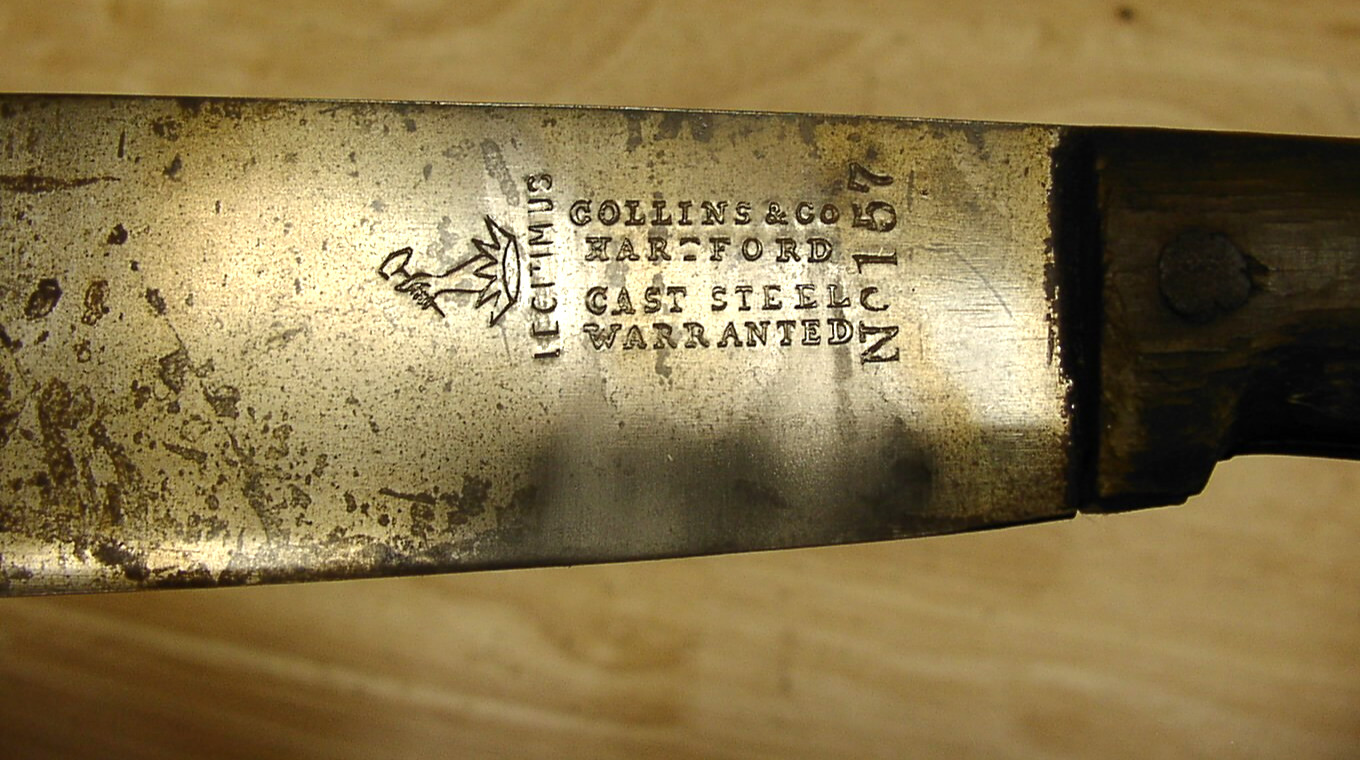 LEGITIMUS
COLLINS & CO
HARTFORD
CAST STEEL
WARRANTED
No 157